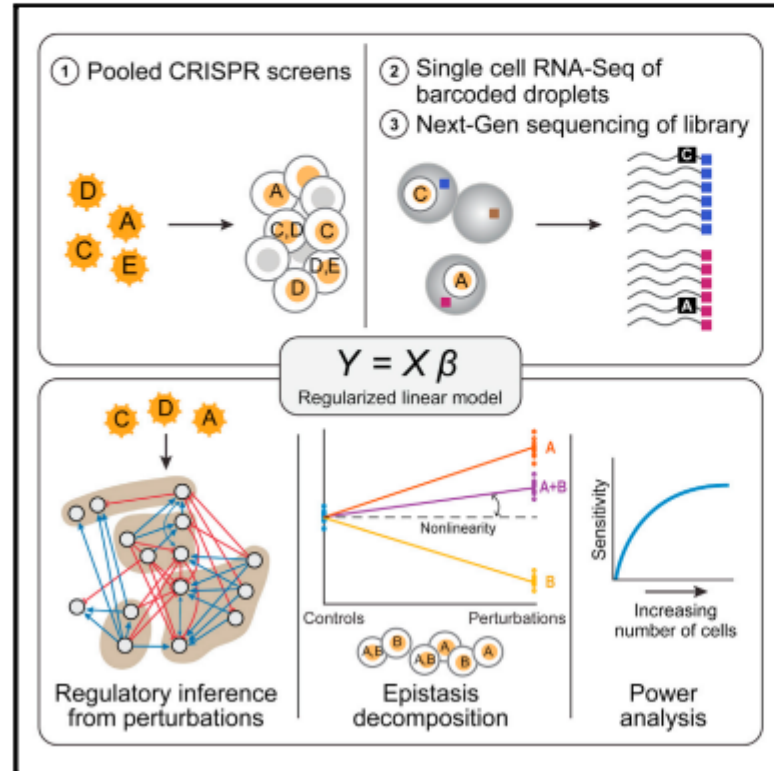 1 Pooled CRISPR screens
2 Single cell RNA-Seq of
barcoded droplets
3 Next-Gen sequencing of library
D
A
C
E
A
C,D
C
D,E
D
C
A
C
A
Y = X β
Regularized linear model
C
D
A
A
A+B
Nonlinearity
B
Controls
Perturbations
A,B
B
A,B
A
B
A
Sensitivity
Increasing
number of cells
Regulatory inference
from perturbations
Epistasis
decomposition
Power
analysis